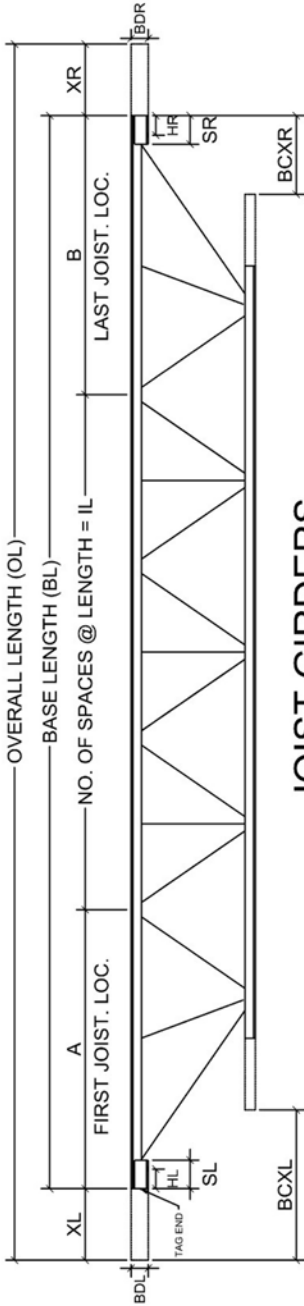 OVERALL LENGTH (OL)
BASE LENGTH (BL)
XL
A
NO. OF SPACES @ LENGTH = IL
B
XR
FIRST JOIST. LOC.
LAST JOIST. LOC.
BDL
BDR
HL
HR
SL
SR
TAG END
BCXL
BCXR
JOIST GIRDERS